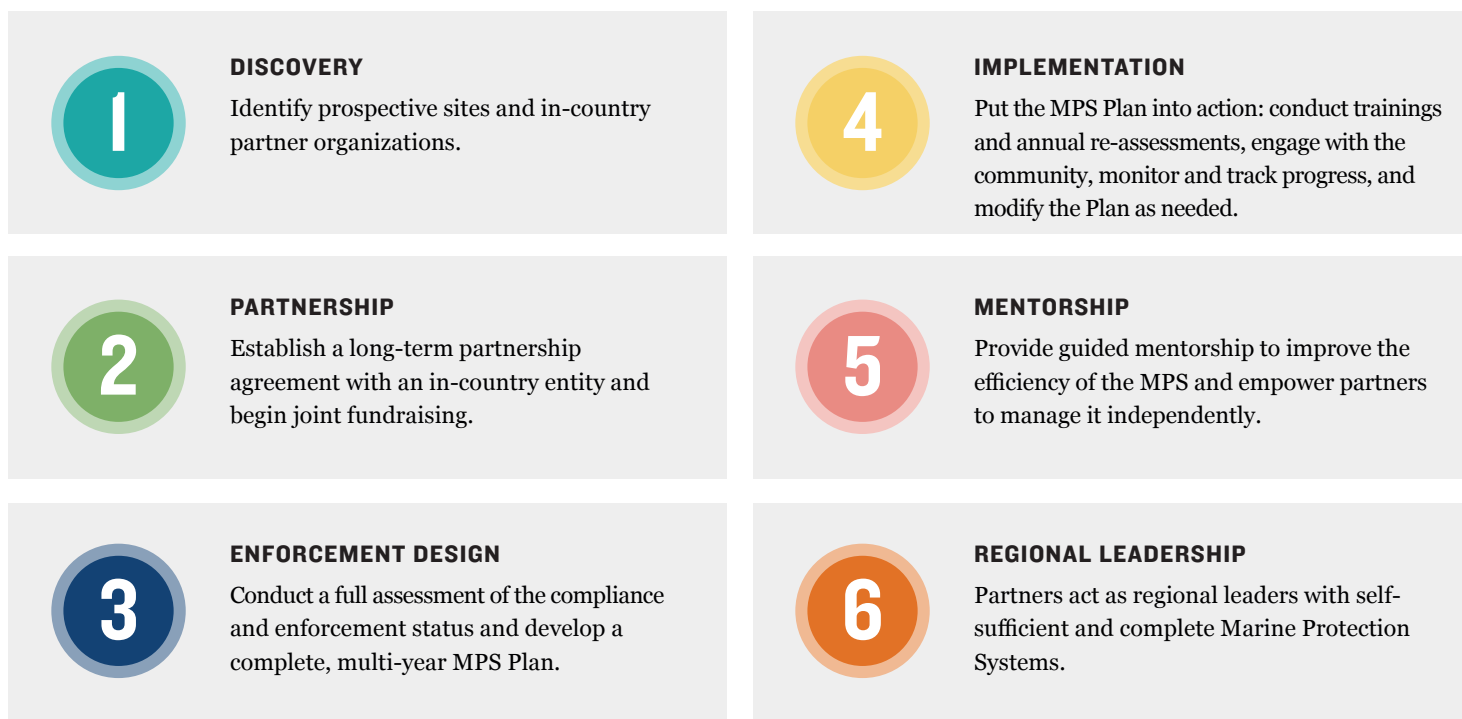 1
DISCOVERY
Identify prospective sites and in-country
partner organizations.
2
PARTNERSHIP
Establish a long-term partnership
agreement with an in-country entity and
begin joint fundraising.
3
ENFORCEMENT DESIGN
Conduct a full assessment of the compliance
and enforcement status and develop a
complete, multi-year MPS Plan.
4
IMPLEMENTATION
Put the MPS Plan into action: conduct trainings
and annual re-assessments, engage with the
community, monitor and track progress, and
modify the Plan as needed.
5
MENTORSHIP
Provide guided mentorship to improve the
efficiency of the MPS and empower partners
to manage it independently.
6
REGIONAL LEADERSHIP
Partners act as regional leaders with self-
sufficient and complete Marine Protection
Systems.